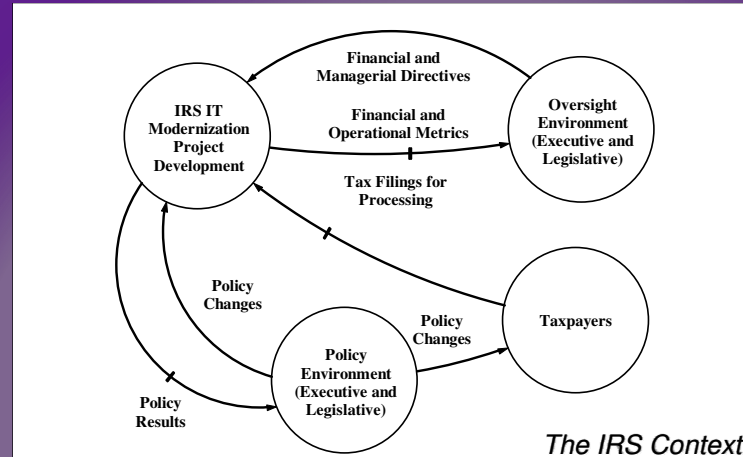 Financial and
Managerial Directives
IRS IT
Modernization
Project
Development
Financial and
Operational Metrics
Oversight
Environment
(Executive and
Legislative)
Tax Filings for
Processing
Policy
Changes
Policy
Changes
Taxpayers
Policy
Environment
(Executive and
Legislative)
Policy
Results
The IRS Context